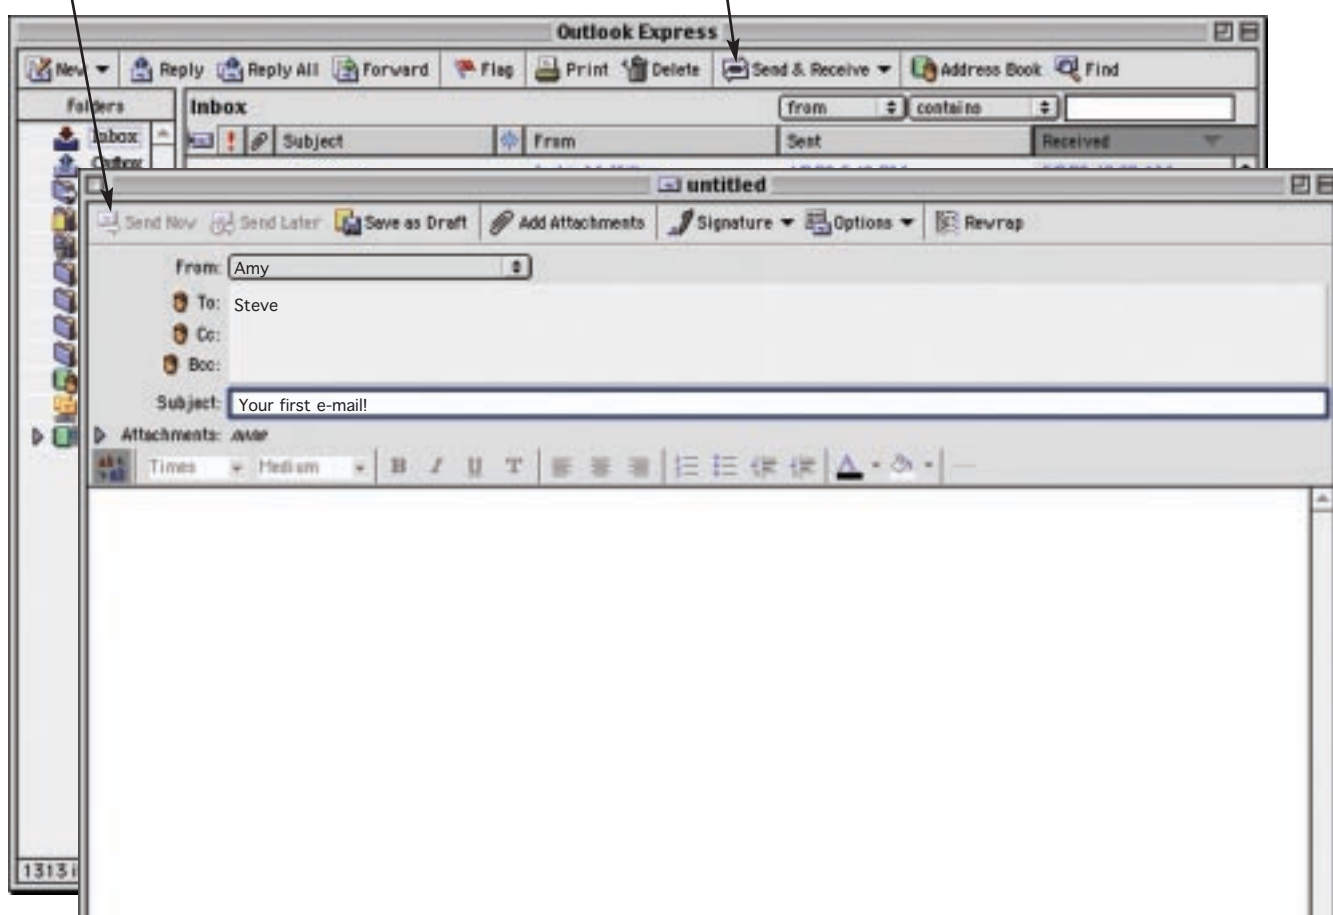 Outlook Express
New Reply Reply All Forward Flag Print Delete Send & Receive Address Book Find
Folders Inbox from contains
Inbox Subject From Sent Received
Outbox
untitled
Send Now Send Later Save as Draft Add Attachments Signature Options Rewrap
From: Amy
To: Steve
Cc:
Bcc:
Subject: Your first e-mail!
Attachments: none
Times Medium B I U T A
1313 i